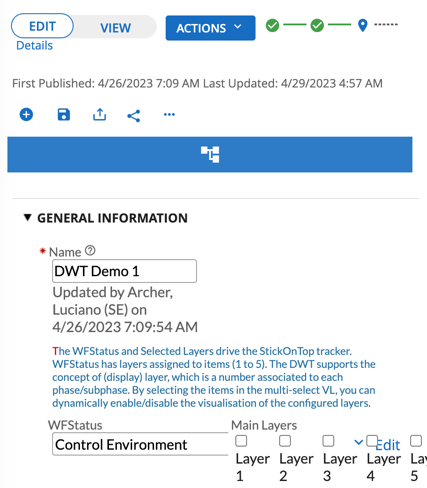 EDIT VIEW ACTIONS
Details
First Published: 4/26/2023 7:09 AM Last Updated: 4/29/2023 4:57 AM
▼ GENERAL INFORMATION
* Name ?
DWT Demo 1
Updated by Archer,
Luciano (SE) on
4/26/2023 7:09:54 AM
The WFStatus and Selected Layers drive the StickOnTop tracker.
WFStatus has layers assigned to items (1 to 5). The DWT supports the
concept of (display) layer, which is a number associated to each
phase/subphase. By selecting the items in the multi-select VL, you can
dynamically enable/disable the visualisation of the configured layers.
WFStatus Main Layers
Control Environment Edit
Layer Layer Layer Layer Lay
1 2 3 4 5